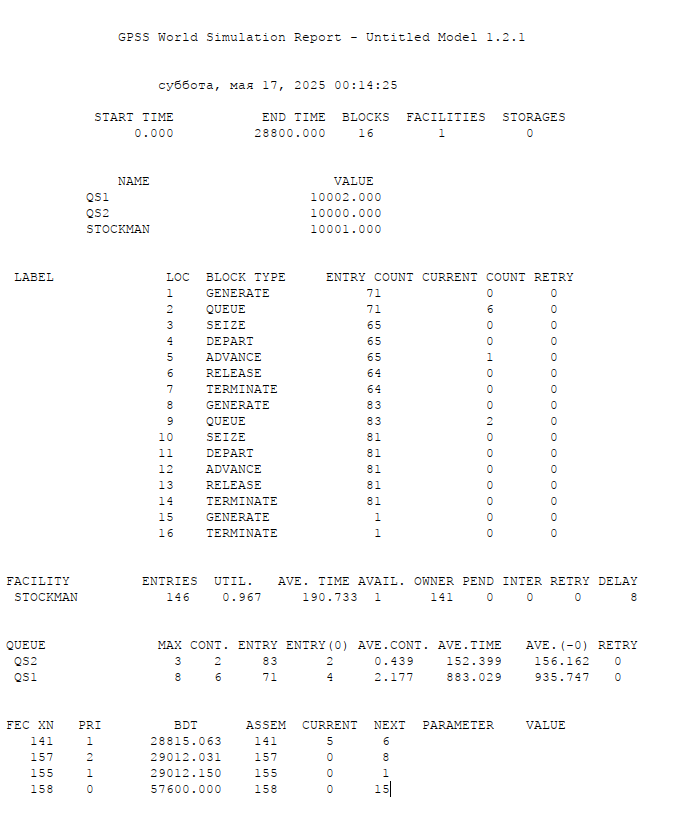 GPSS World Simulation Report - Untitled Model 1.2.1
суббота, мая 17, 2025 00:14:25
START TIME END TIME BLOCKS FACILITIES STORAGES
0.000 28800.000 16 1 0
NAME VALUE
QS1 10002.000
QS2 10000.000
STOCKMAN 10001.000
LABEL LOC BLOCK TYPE ENTRY COUNT CURRENT COUNT RETRY
1 GENERATE 71 0 0
2 QUEUE 71 6 0
3 SEIZE 65 0 0
4 DEPART 65 0 0
5 ADVANCE 65 1 0
6 RELEASE 64 0 0
7 TERMINATE 64 0 0
8 GENERATE 83 0 0
9 QUEUE 83 2 0
10 SEIZE 81 0 0
11 DEPART 81 0 0
12 ADVANCE 81 0 0
13 RELEASE 81 0 0
14 TERMINATE 81 0 0
15 GENERATE 1 0 0
16 TERMINATE 1 0 0
FACILITY ENTRIES UTIL. AVE. TIME AVAIL. OWNER PEND INTER RETRY DELAY
STOCKMAN 146 0.967 190.733 1 141 0 0 0 8
QUEUE MAX CONT. ENTRY ENTRY(0) AVE.CONT. AVE.TIME AVE.(-0) RETRY
QS2 3 2 83 2 0.439 152.399 156.162 0
QS1 8 6 71 4 2.177 883.029 935.747 0
FEC XN PRI BDT ASSEM CURRENT NEXT PARAMETER VALUE
141 1 28815.063 141 5 6
157 2 29012.031 157 0 8
155 1 29012.150 155 0 1
158 0 57600.000 158 0 15